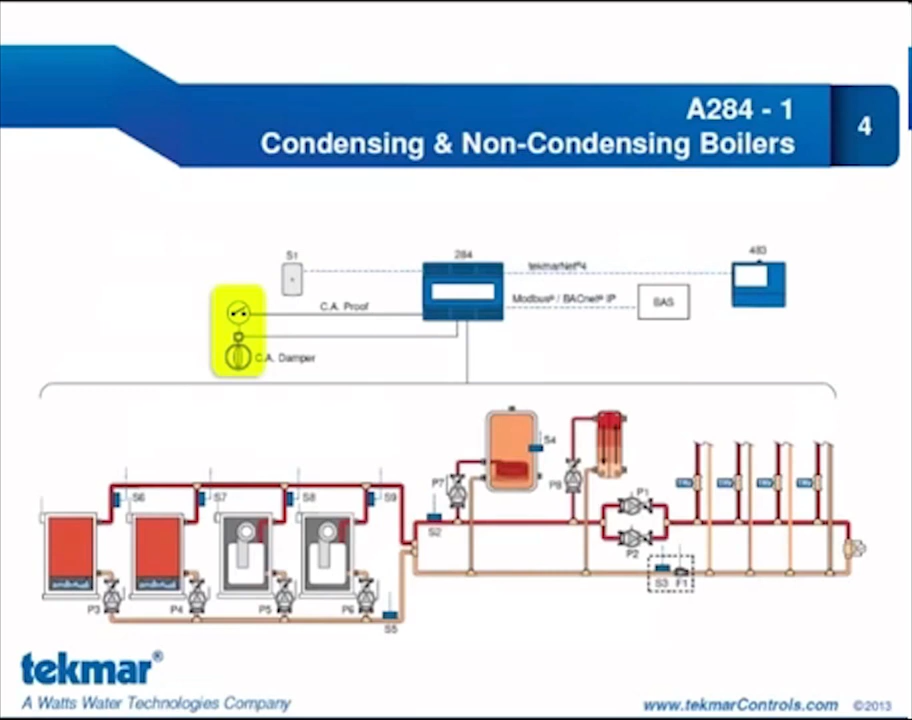 A284 - 1
Condensing & Non-Condensing Boilers
4
S1
284
tekmarNet®4
483
C.A. Proof
Modbus® / BACnet® IP
BAS
C.A. Damper
S4
P7
P8
S6
S7
S8
S9
S2
P1
P2
S3
F1
P3
P4
P5
P6
S5
tekmar®
A Watts Water Technologies Company
www.tekmarControls.com
©2013